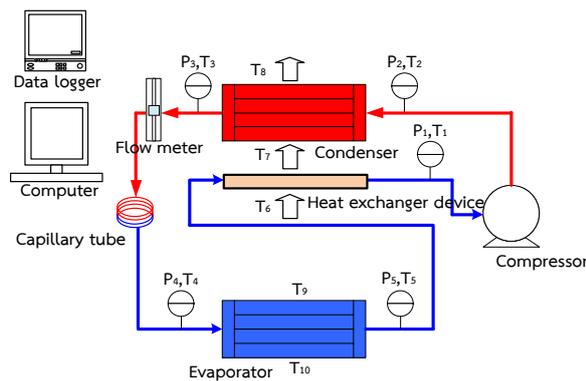 Data logger
Computer
P₃,T₃
T₈
P₂,T₂
Flow meter
T₇
Condenser
P₁,T₁
T₆
Heat exchanger device
Capillary tube
Compressor
P₄,T₄
T₉
P₅,T₅
Evaporator
T₁₀